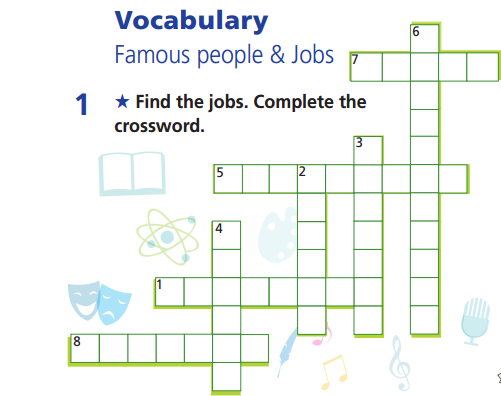 Vocabulary
6
Famous people & Jobs
7
1 ★ Find the jobs. Complete the
crossword.
3
5 2
4
1
8